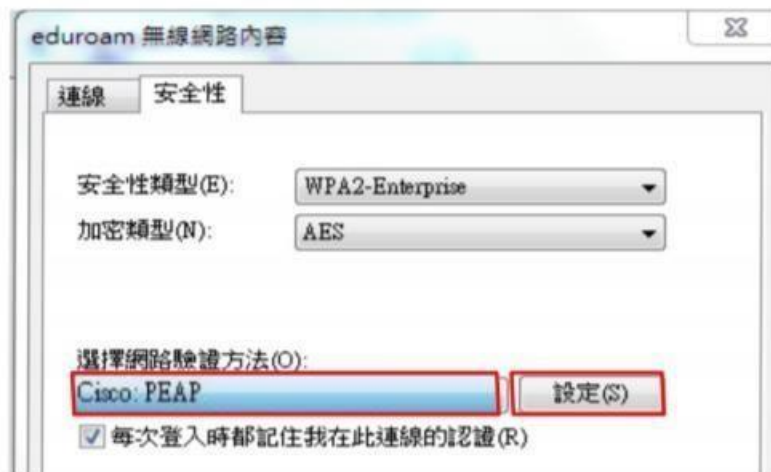 eduroam 無線網路內容
連線 安全性
安全性類型(E): WPA2-Enterprise
加密類型(N): AES
選擇網路驗證方法(O):
Cisco: PEAP 設定(S)
每次登入時都記住我在此連線的認證(R)